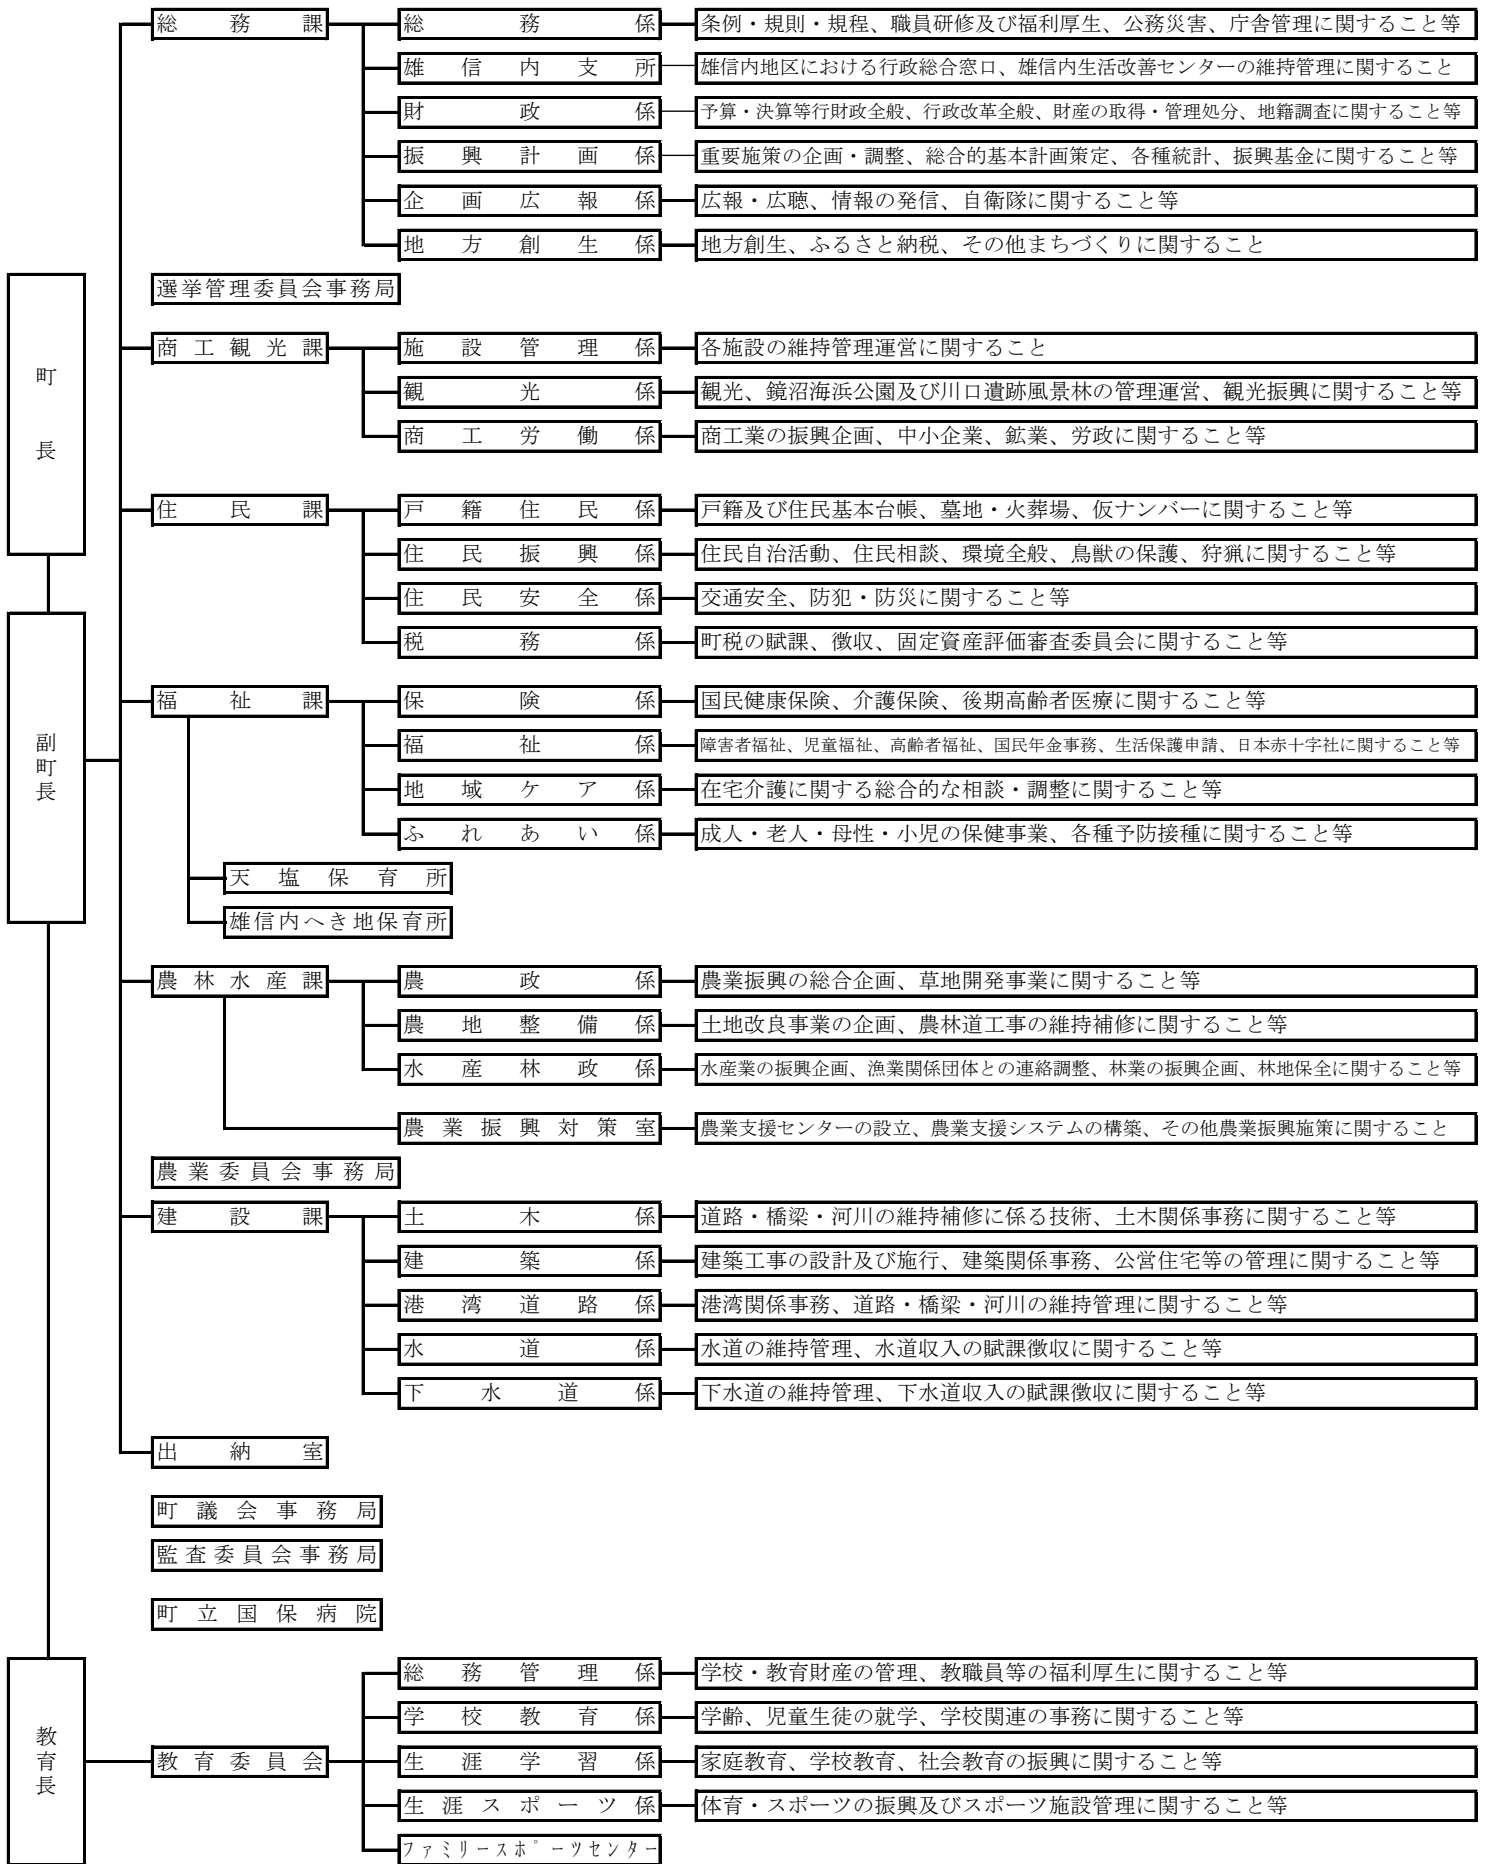 総務課 総務係 条例・規則・規程、職員研修及び福利厚生、公務災害、庁舎管理に関すること等
雄信内支所 雄信内地区における行政総合窓口、雄信内生活改善センターの維持管理に関すること
財政係 予算・決算等行財政全般、行政改革全般、財産の取得・管理処分、地籍調査に関すること等
振興計画係 重要施策の企画・調整、総合的基本計画策定、各種統計、振興基金に関すること等
企画広報係 広報・広聴、情報の発信、自衛隊に関すること等
地方創生係 地方創生、ふるさと納税、その他まちづくりに関すること
選挙管理委員会事務局
町長
商工観光課 施設管理係 各施設の維持管理運営に関すること
観光係 観光、鏡沼海浜公園及び川口遺跡風景林の管理運営、観光振興に関すること等
商工労働係 商工業の振興企画、中小企業、鉱業、労政に関すること等
住民課 戸籍住民係 戸籍及び住民基本台帳、墓地・火葬場、仮ナンバーに関すること等
住民振興係 住民自治活動、住民相談、環境全般、鳥獣の保護、狩猟に関すること等
住民安全係 交通安全、防犯・防災に関すること等
税務係 町税の賦課、徴収、固定資産評価審査委員会に関すること等
副町長
福祉課 保険係 国民健康保険、介護保険、後期高齢者医療に関すること等
福祉係 障害者福祉、児童福祉、高齢者福祉、国民年金事務、生活保護申請、日本赤十字社に関すること等
地域ケア係 在宅介護に関する総合的な相談・調整に関すること等
ふれあい係 成人・老人・母性・小児の保健事業、各種予防接種に関すること等
天塩保育所
雄信内へき地保育所
農林水産課 農政係 農業振興の総合企画、草地開発事業に関すること等
農地整備係 土地改良事業の企画、農林道工事の維持補修に関すること等
水産林政係 水産業の振興企画、漁業関係団体との連絡調整、林業の振興企画、林地保全に関すること等
農業振興対策室 農業支援センターの設立、農業支援システムの構築、その他農業振興施策に関すること
農業委員会事務局
建設課 土木係 道路・橋梁・河川の維持補修に係る技術、土木関係事務に関すること等
建築係 建築工事の設計及び施行、建築関係事務、公営住宅等の管理に関すること等
港湾道路係 港湾関係事務、道路・橋梁・河川の維持管理に関すること等
水道係 水道の維持管理、水道収入の賦課徴収に関すること等
下水道係 下水道の維持管理、下水道収入の賦課徴収に関すること等
出納室
町議会事務局
監査委員会事務局
町立国保病院
教育長
教育委員会
総務管理係 学校・教育財産の管理、教職員等の福利厚生に関すること等
学校教育係 学齢、児童生徒の就学、学校関連の事務に関すること等
生涯学習係 家庭教育、学校教育、社会教育の振興に関すること等
生涯スポーツ係 体育・スポーツの振興及びスポーツ施設管理に関すること等
ファミリースポーツセンター